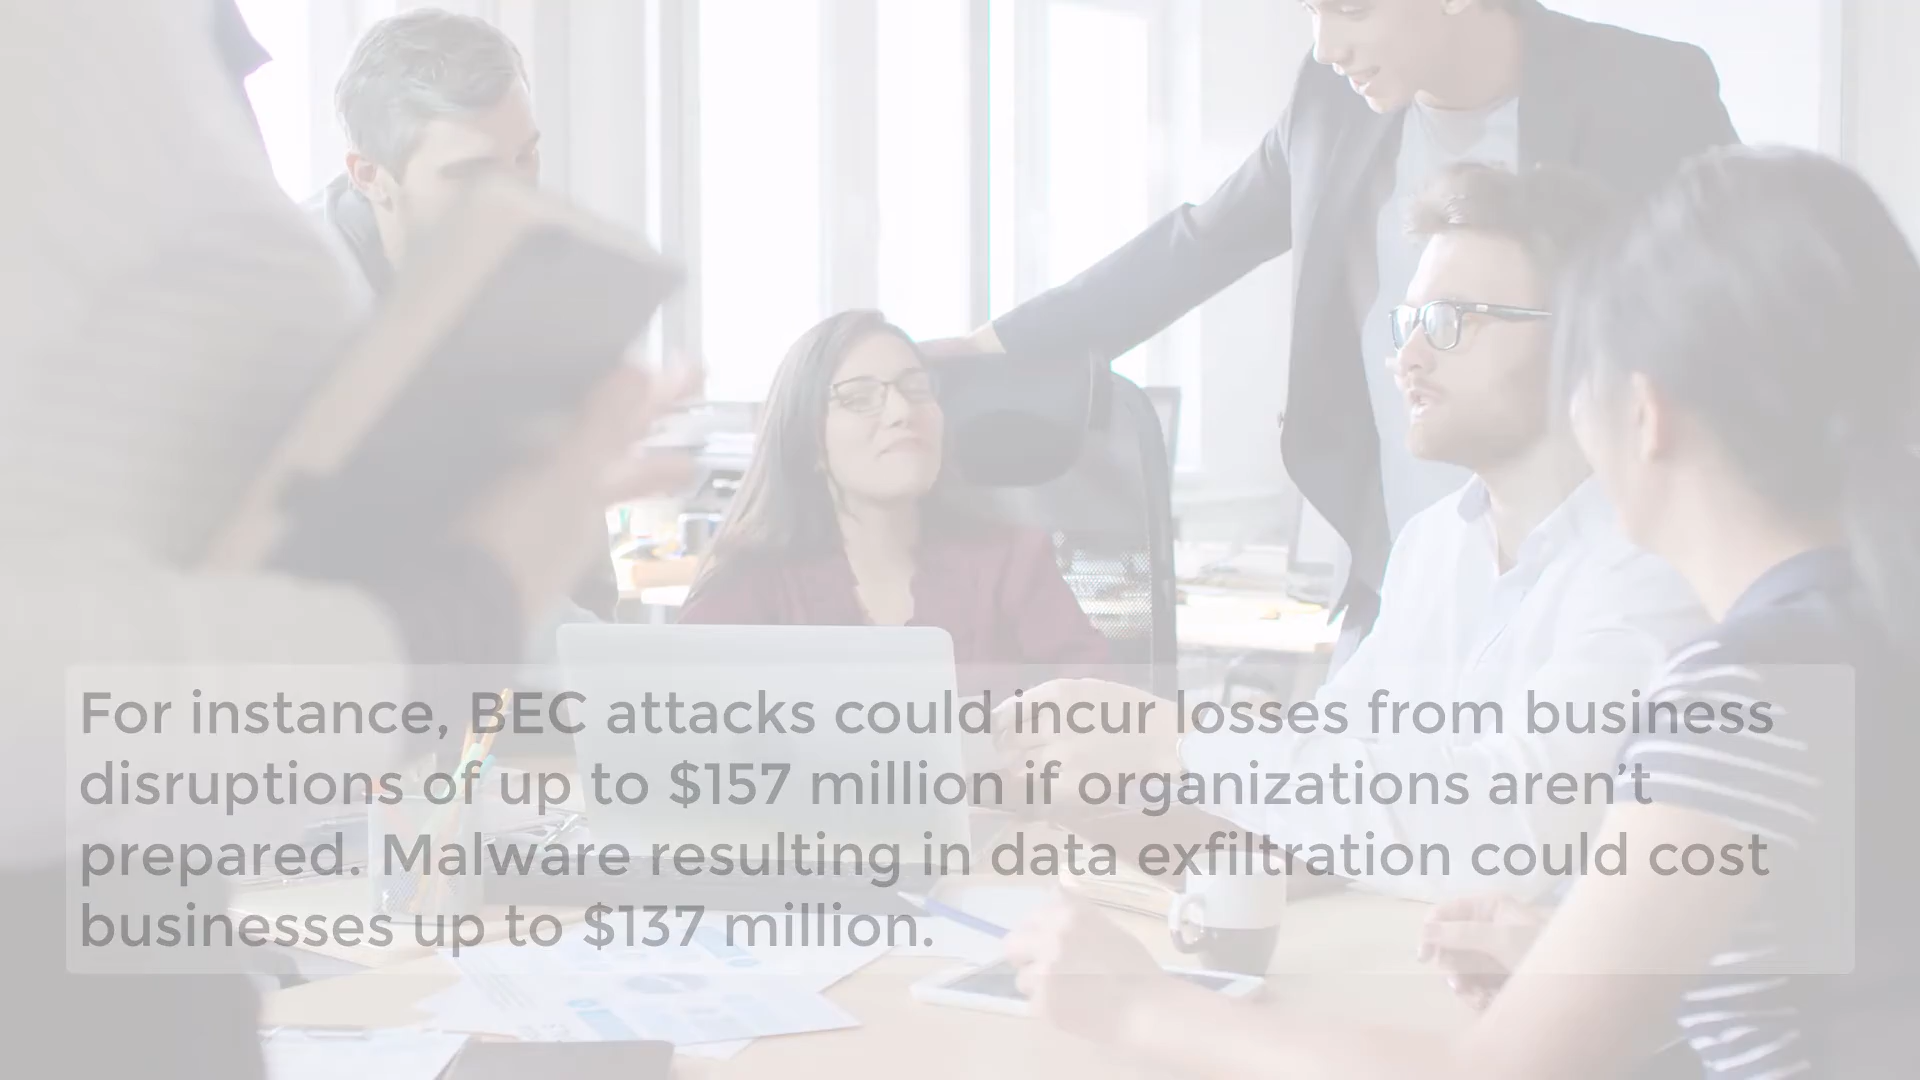 For instance, BEC attacks could incur losses from business
disruptions of up to $157 million if organizations aren’t
prepared. Malware resulting in data exfiltration could cost
businesses up to $137 million.